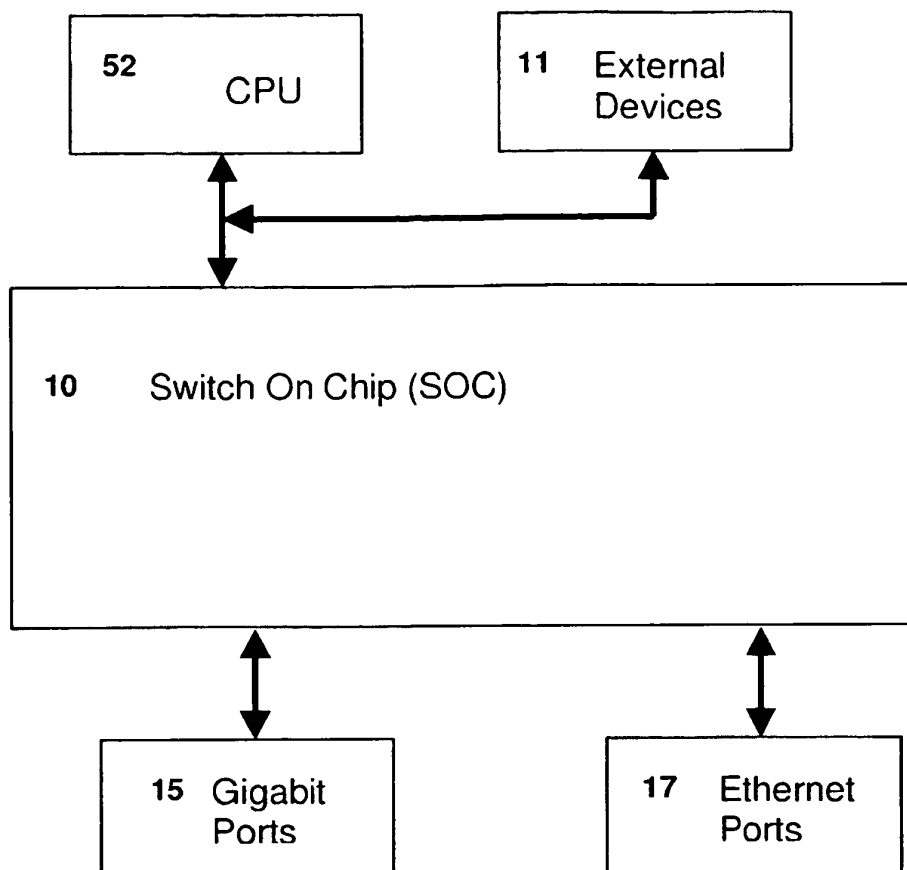 52 CPU
11 External
Devices
10 Switch On Chip (SOC)
15 Gigabit
Ports
17 Ethernet
Ports